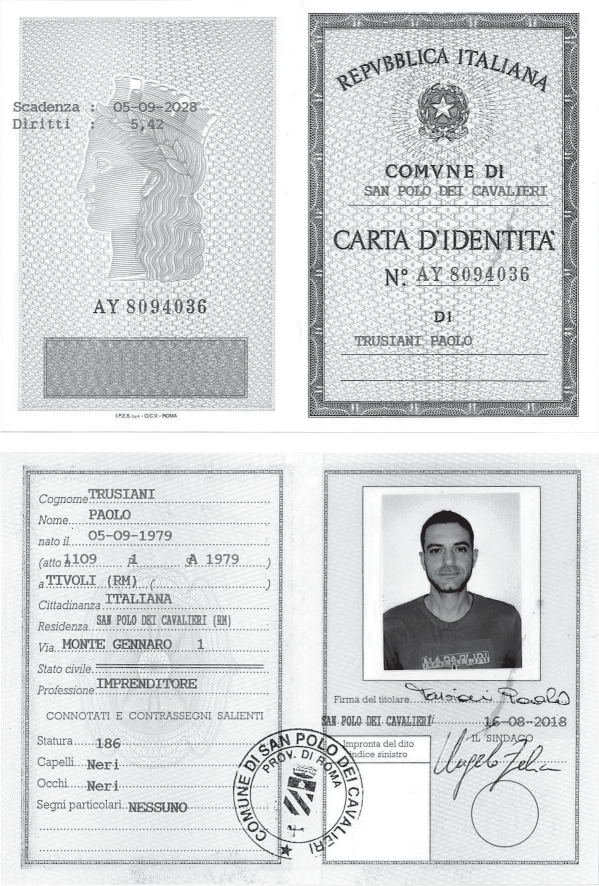 Scadenza : 05-09-2028
Diritti : 5,42
AY 8094036
I.P.Z.S. S.p.A. - O.C.V. - ROMA
REPVBBLICA ITALIANA
COMVNE DI
SAN POLO DEI CAVALIERI
CARTA D'IDENTITA'
N° AY 8094036
DI
TRUSIANI PAOLO
Cognome TRUSIANI
Nome PAOLO
nato il 05-09-1979
(atto n. 1109 1 A 1979 )
a TIVOLI (RM) ( )
Cittadinanza ITALIANA
Residenza SAN POLO DEI CAVALIERI (RM)
Via MONTE GENNARO 1
Stato civile
Professione IMPRENDITORE
CONNOTATI E CONTRASSEGNI SALIENTI
Statura 186
Capelli Neri
Occhi Neri
Segni particolari NESSUNO
NAPAPIJRI
Firma del titolare Trusiani Paolo
SAN POLO DEI CAVALIERI 16-08-2018
IL SINDACO
Impronta del dito
indice sinistro
COMUNE DI SAN POLO DEI CAVALIERI
PROV. DI ROMA